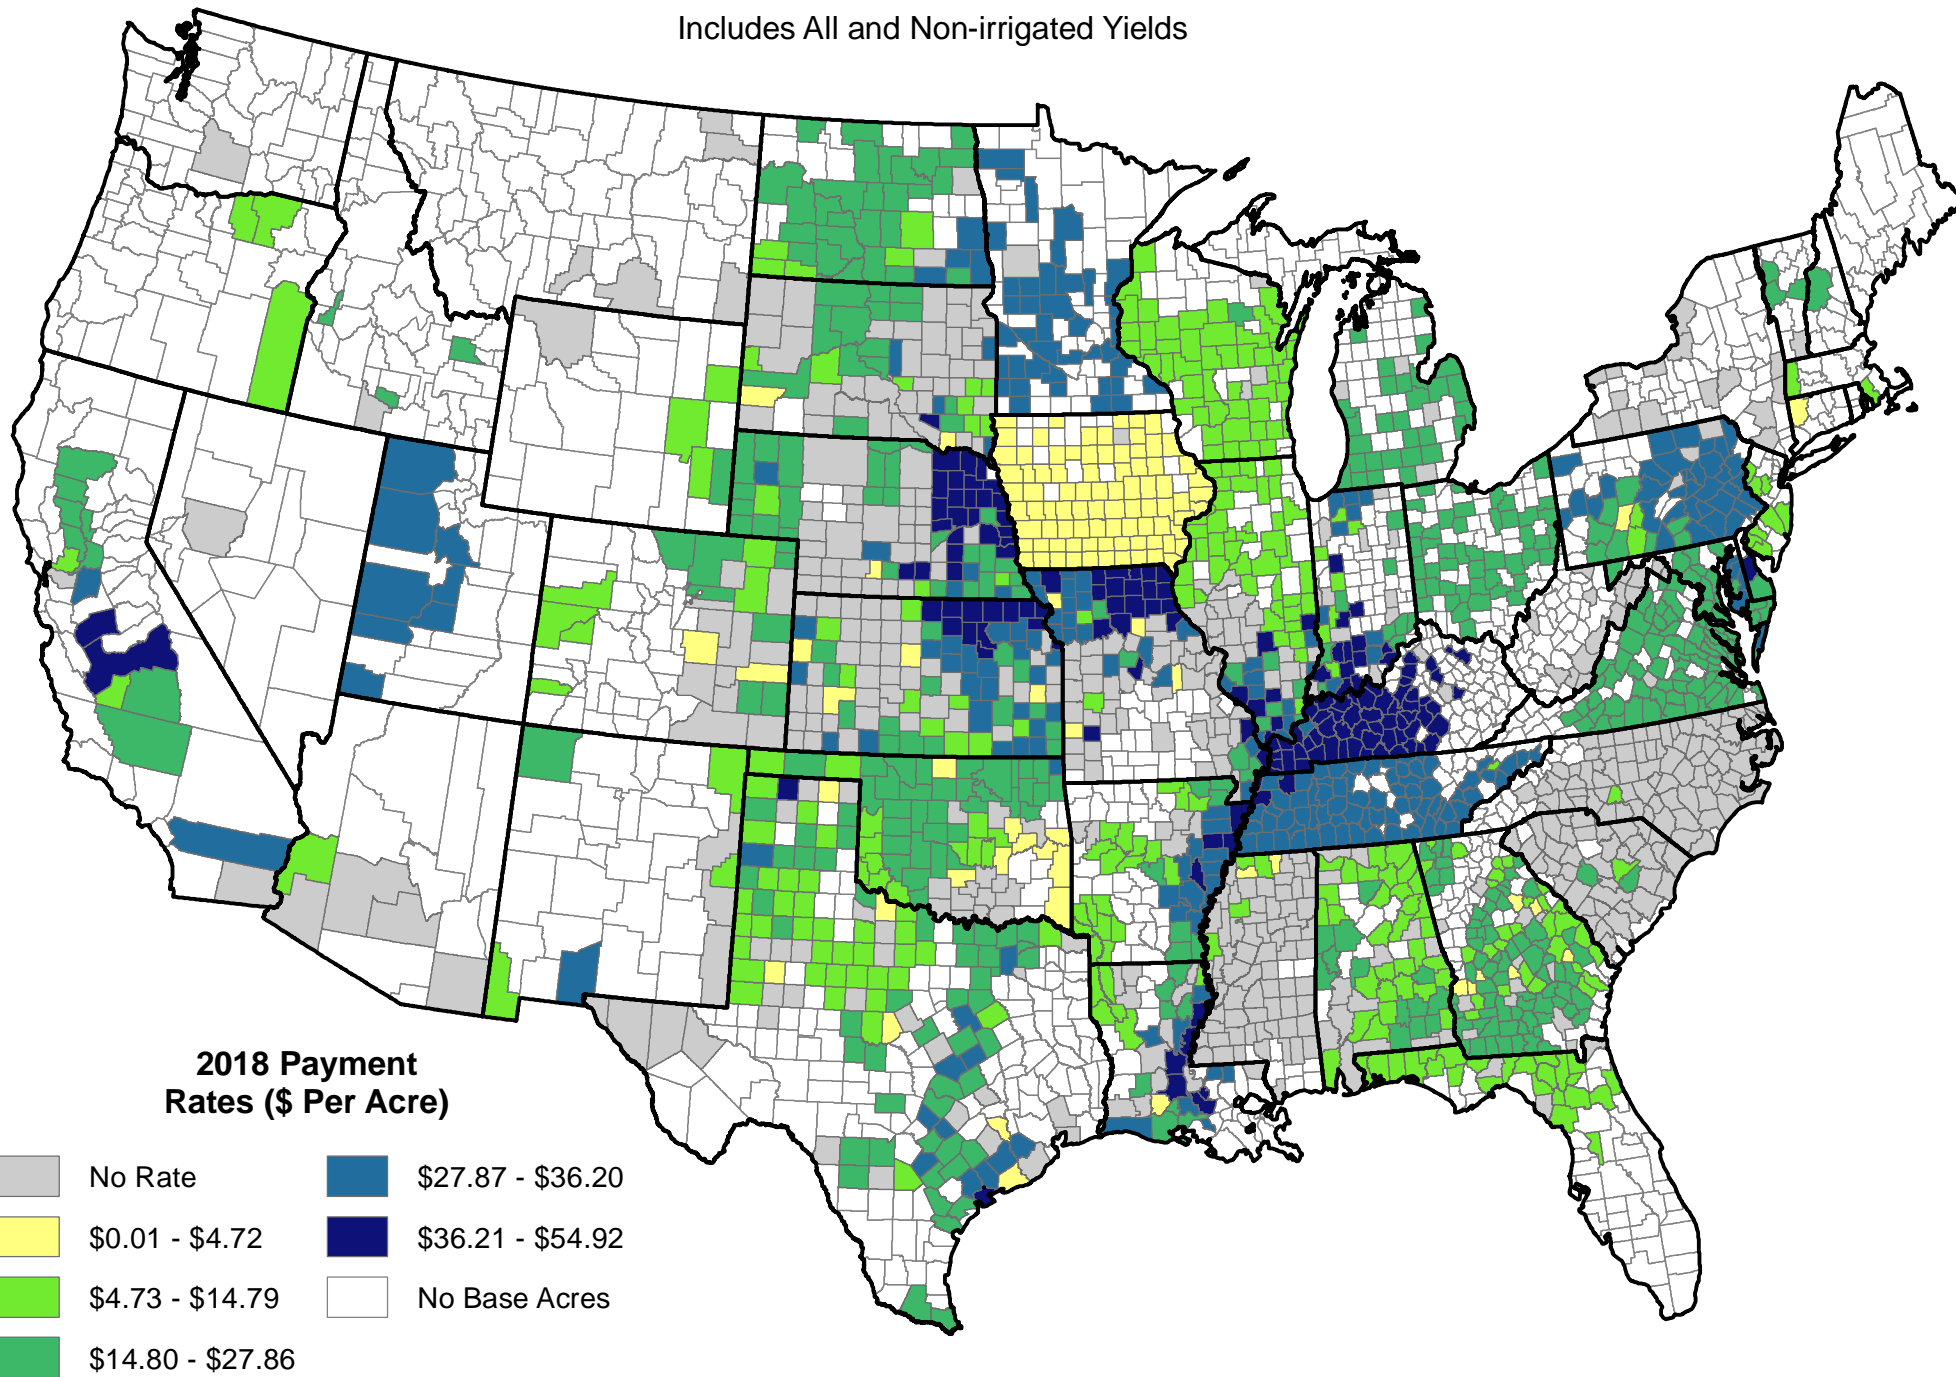 Includes All and Non-irrigated Yields
2018 Payment
Rates ($ Per Acre)
No Rate
$0.01 - $4.72
$4.73 - $14.79
$14.80 - $27.86
$27.87 - $36.20
$36.21 - $54.92
No Base Acres